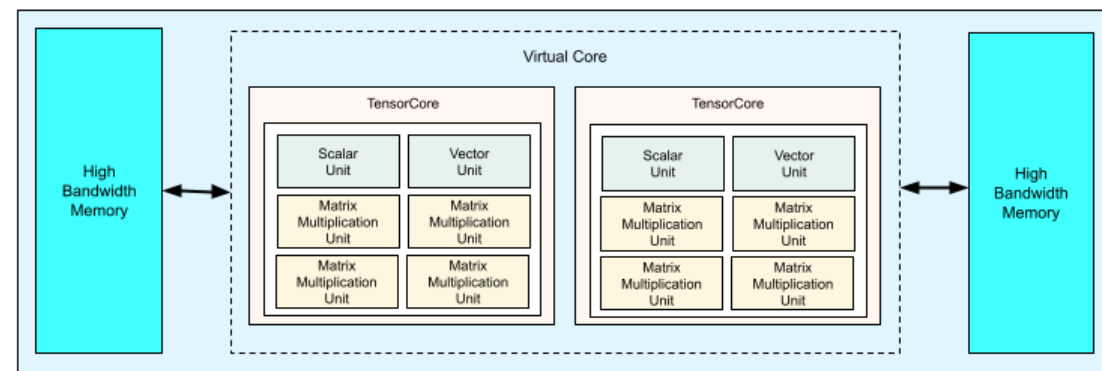 Virtual Core
High
Bandwidth
Memory
TensorCore
Scalar
Unit
Vector
Unit
Matrix
Multiplication
Unit
Matrix
Multiplication
Unit
Matrix
Multiplication
Unit
Matrix
Multiplication
Unit
TensorCore
Scalar
Unit
Vector
Unit
Matrix
Multiplication
Unit
Matrix
Multiplication
Unit
Matrix
Multiplication
Unit
Matrix
Multiplication
Unit
High
Bandwidth
Memory